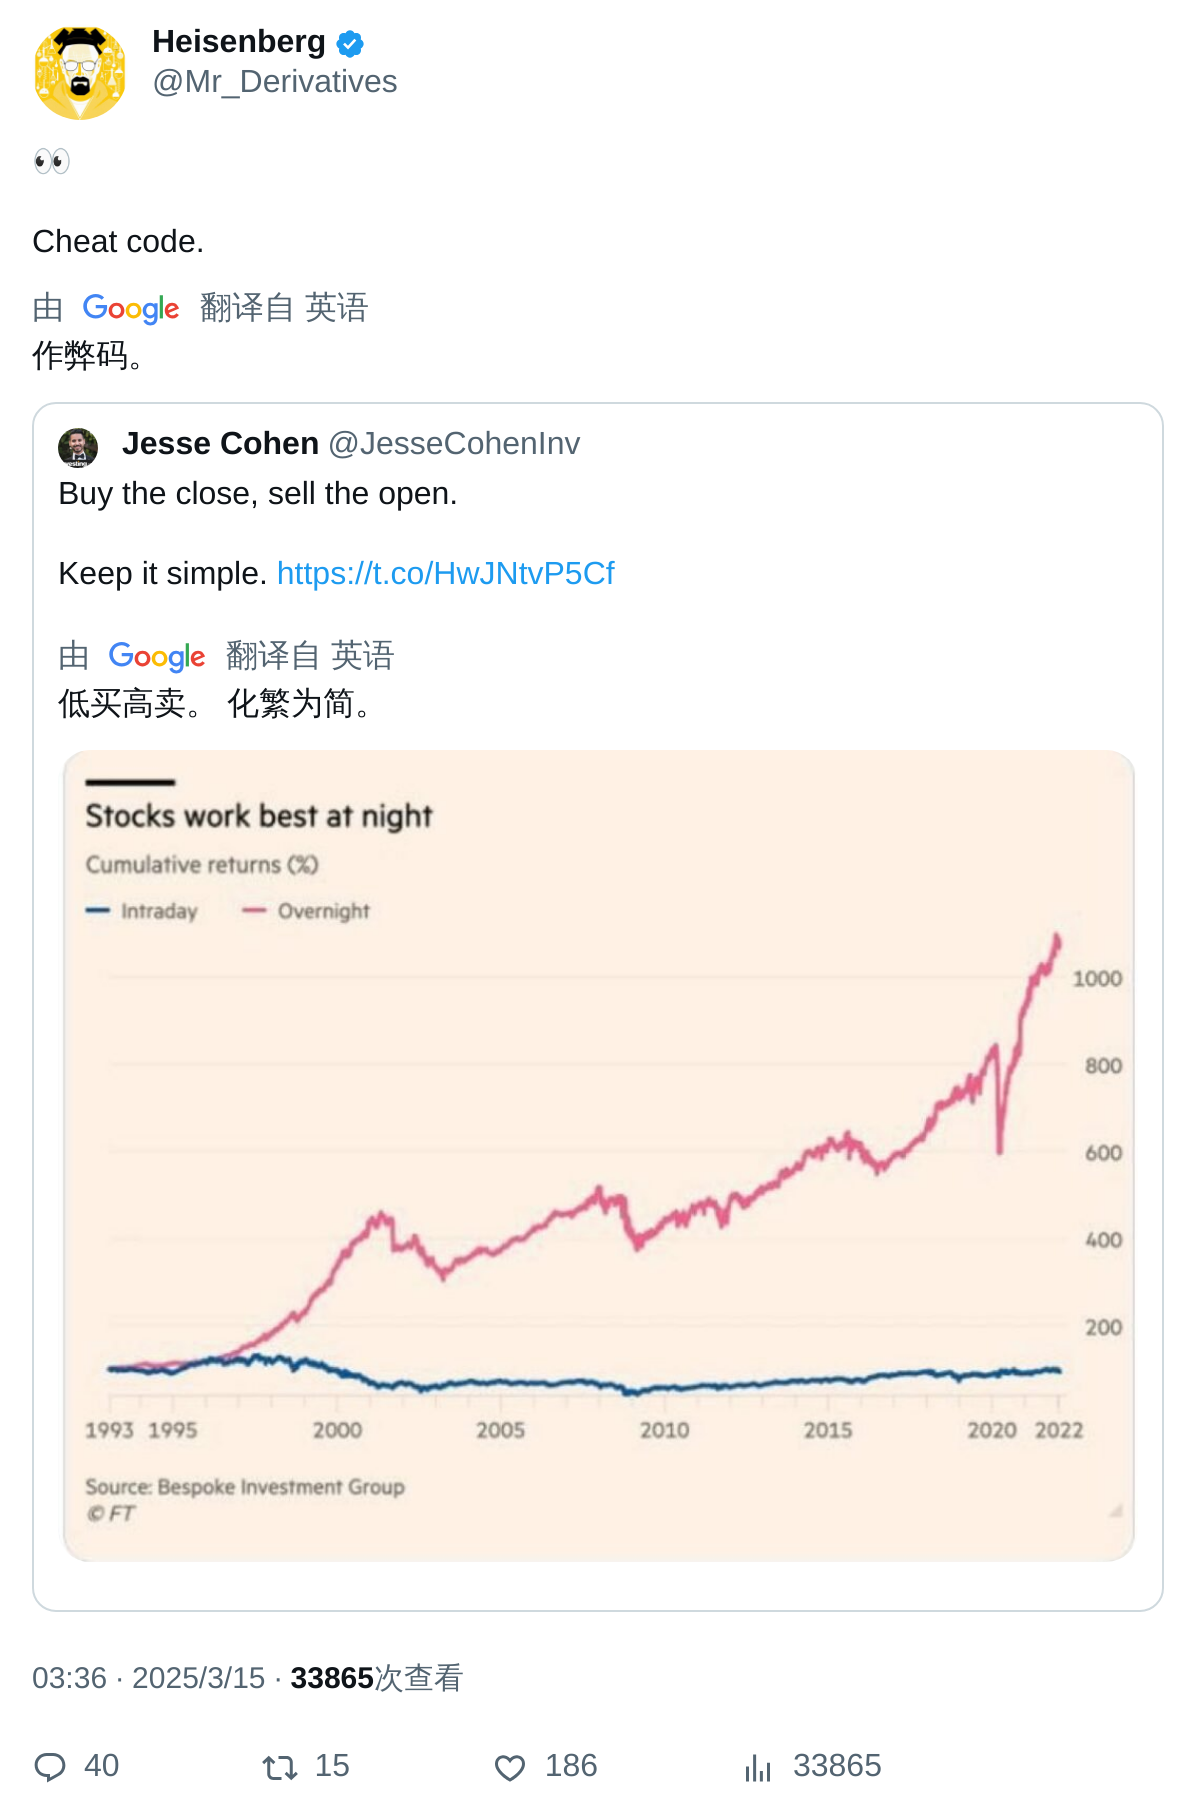 Heisenberg
@Mr_Derivatives
👀
Cheat code.
由 Google 翻译自 英语
作弊码。
Jesse Cohen @JesseCohenInv
Buy the close, sell the open.
Keep it simple. https://t.co/HwJNtvP5Cf
由 Google 翻译自 英语
低买高卖。 化繁为简。
Stocks work best at night
Cumulative returns (%)
Intraday Overnight
1000
800
600
400
200
1993 1995 2000 2005 2010 2015 2020 2022
Source: Bespoke Investment Group
© FT
03:36 · 2025/3/15 · 33865次查看
40 15 186 33865